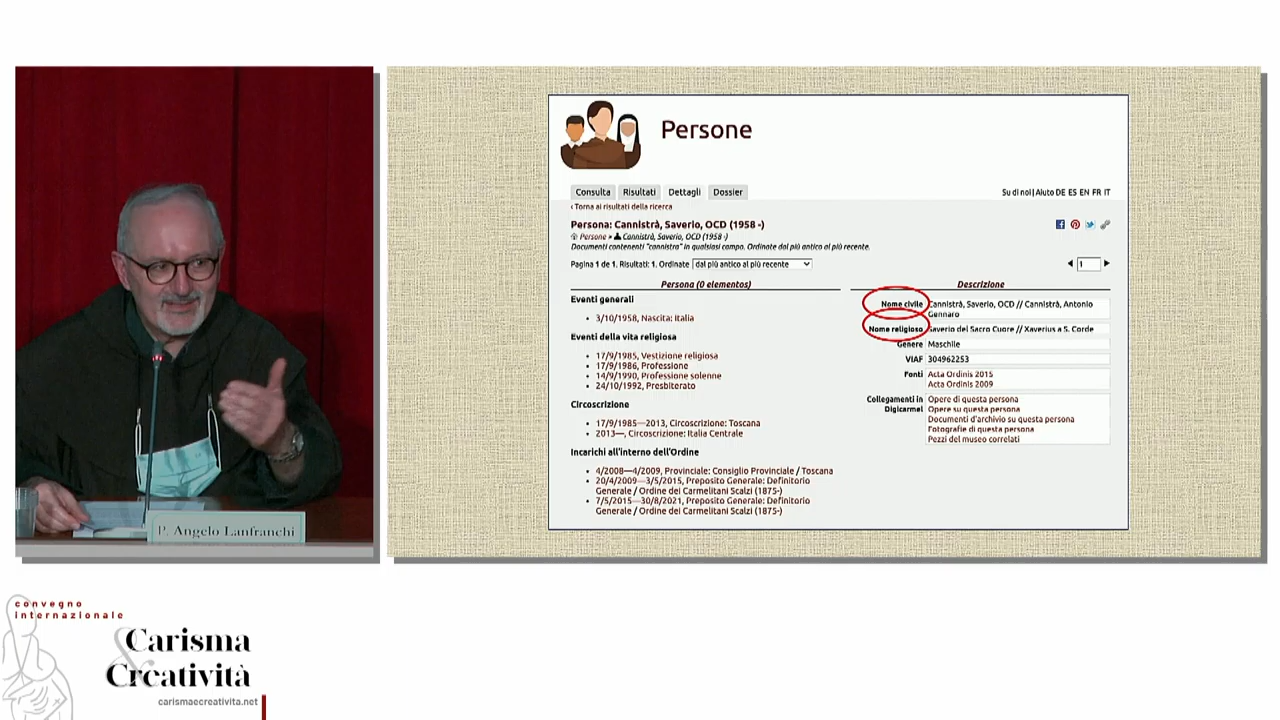 P. Angelo Lanfranchi
Persone
Consulta Risultati Dettagli Dossier
Su di noi | Aiuto DE ES EN FR IT
‹ Torna ai risultati della ricerca
Persona: Cannistrà, Saverio, OCD (1958 -)
Persone » Cannistrà, Saverio, OCD (1958 -)
Documenti contenenti "cannistra" in qualsiasi campo. Ordinate dal più antico al più recente.
Pagina 1 de 1. Risultati: 1. Ordinate dal più antico al più recente
1
Persona (0 elementos)
Eventi generali
• 3/10/1958, Nascita: Italia
Eventi della vita religiosa
• 17/9/1985, Vestizione religiosa
• 17/9/1986, Professione
• 14/9/1990, Professione solenne
• 24/10/1992, Presbiterato
Circoscrizione
• 17/9/1985—2013, Circoscrizione: Toscana
• 2013—, Circoscrizione: Italia Centrale
Incarichi all'interno dell'Ordine
• 4/2008—4/2009, Provinciale: Consiglio Provinciale / Toscana
• 20/4/2009—3/5/2015, Preposito Generale: Definitorio
Generale / Ordine dei Carmelitani Scalzi (1875-)
• 7/5/2015—30/8/2021, Preposito Generale: Definitorio
Generale / Ordine dei Carmelitani Scalzi (1875-)
Descrizione
Nome civile Cannistrà, Saverio, OCD // Cannistrà, Antonio
Gennaro
Nome religioso Saverio del Sacro Cuore // Xaverius a S. Corde
Genere Maschile
VIAF 304962253
Fonti Acta Ordinis 2015
Acta Ordinis 2009
Collegamenti in Opere di questa persona
Digicarmel Opere su questa persona
Documenti d'archivio su questa persona
Fotografie di questa persona
Pezzi del museo correlati
convegno
internazionale
Carisma
&
Creatività
carismaecreativita.net